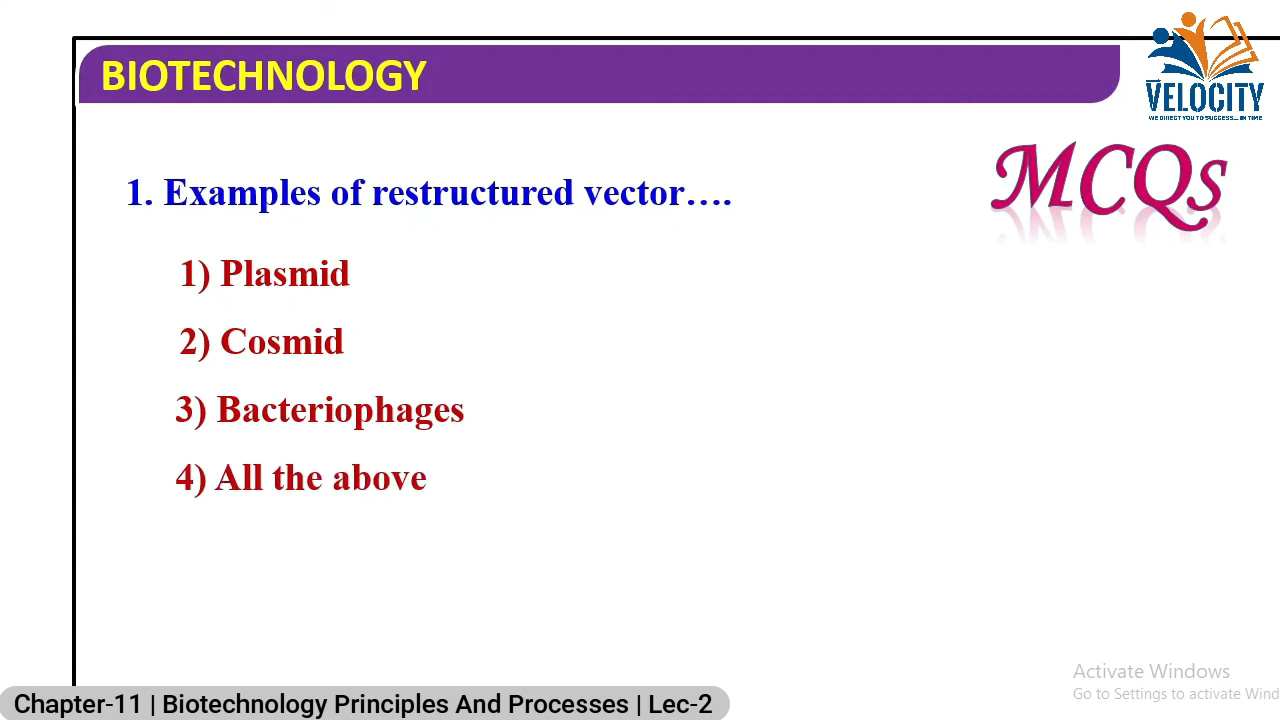 BIOTECHNOLOGY
VELOCITY
WE DIRECT YOU TO SUCCESS.... IN TIME
MCQs
1. Examples of restructured vector….
1) Plasmid
2) Cosmid
3) Bacteriophages
4) All the above
Activate Windows
Go to Settings to activate Wind
Chapter-11 | Biotechnology Principles And Processes | Lec-2